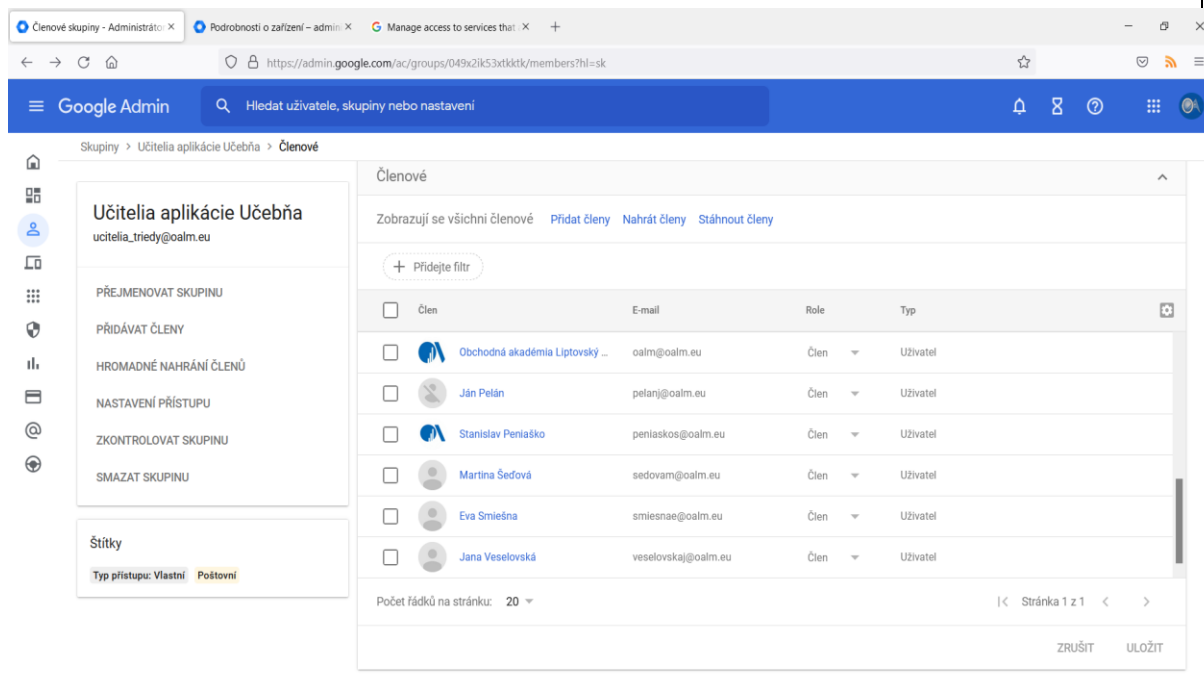 Členové skupiny - Administrátor
Podrobnosti o zařízení – admin
Manage access to services that
https://admin.google.com/ac/groups/049x2ik53xtkktk/members?hl=sk
Google Admin
Hledat uživatele, skupiny nebo nastavení
Skupiny > Učitelia aplikácie Učebňa > Členové
Učitelia aplikácie Učebňa
ucitelia_triedy@oalm.eu
PŘEJMENOVAT SKUPINU
PŘIDÁVAT ČLENY
HROMADNÉ NAHRÁNÍ ČLENŮ
NASTAVENÍ PŘÍSTUPU
ZKONTROLOVAT SKUPINU
SMAZAT SKUPINU
Štítky
Typ přístupu: Vlastní Poštovní
Členové
Zobrazují se všichni členové Přidat členy Nahrát členy Stáhnout členy
Přidejte filtr
Člen E-mail Role Typ
Obchodná akadémia Liptovský ... oalm@oalm.eu Člen Uživatel
Ján Pelán pelanj@oalm.eu Člen Uživatel
Stanislav Peniaško peniaskos@oalm.eu Člen Uživatel
Martina Šeďová sedovam@oalm.eu Člen Uživatel
Eva Smiešna smiesnae@oalm.eu Člen Uživatel
Jana Veselovská veselovskaj@oalm.eu Člen Uživatel
Počet řádků na stránku: 20 Stránka 1 z 1
ZRUŠIT ULOŽIT